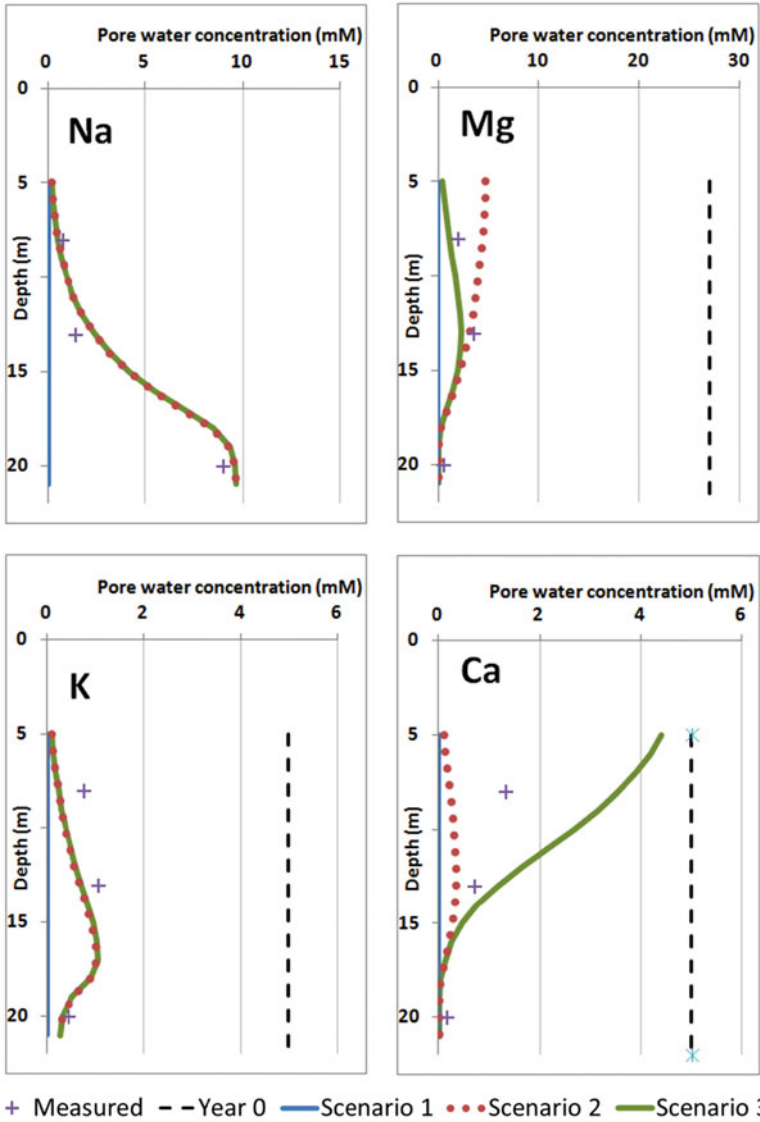 Pore water concentration (mM)
0 5 10 15
0
5
15
20
Depth (m)
Na
Pore water concentration (mM)
0 10 20 30
0
5
15
20
Depth (m)
Mg
Pore water concentration (mM)
0 2 4 6
0
5
15
20
Depth (m)
K
Pore water concentration (mM)
0 2 4 6
0
5
15
20
Depth (m)
Ca
Measured Year 0 Scenario 1 Scenario 2 Scenario 3